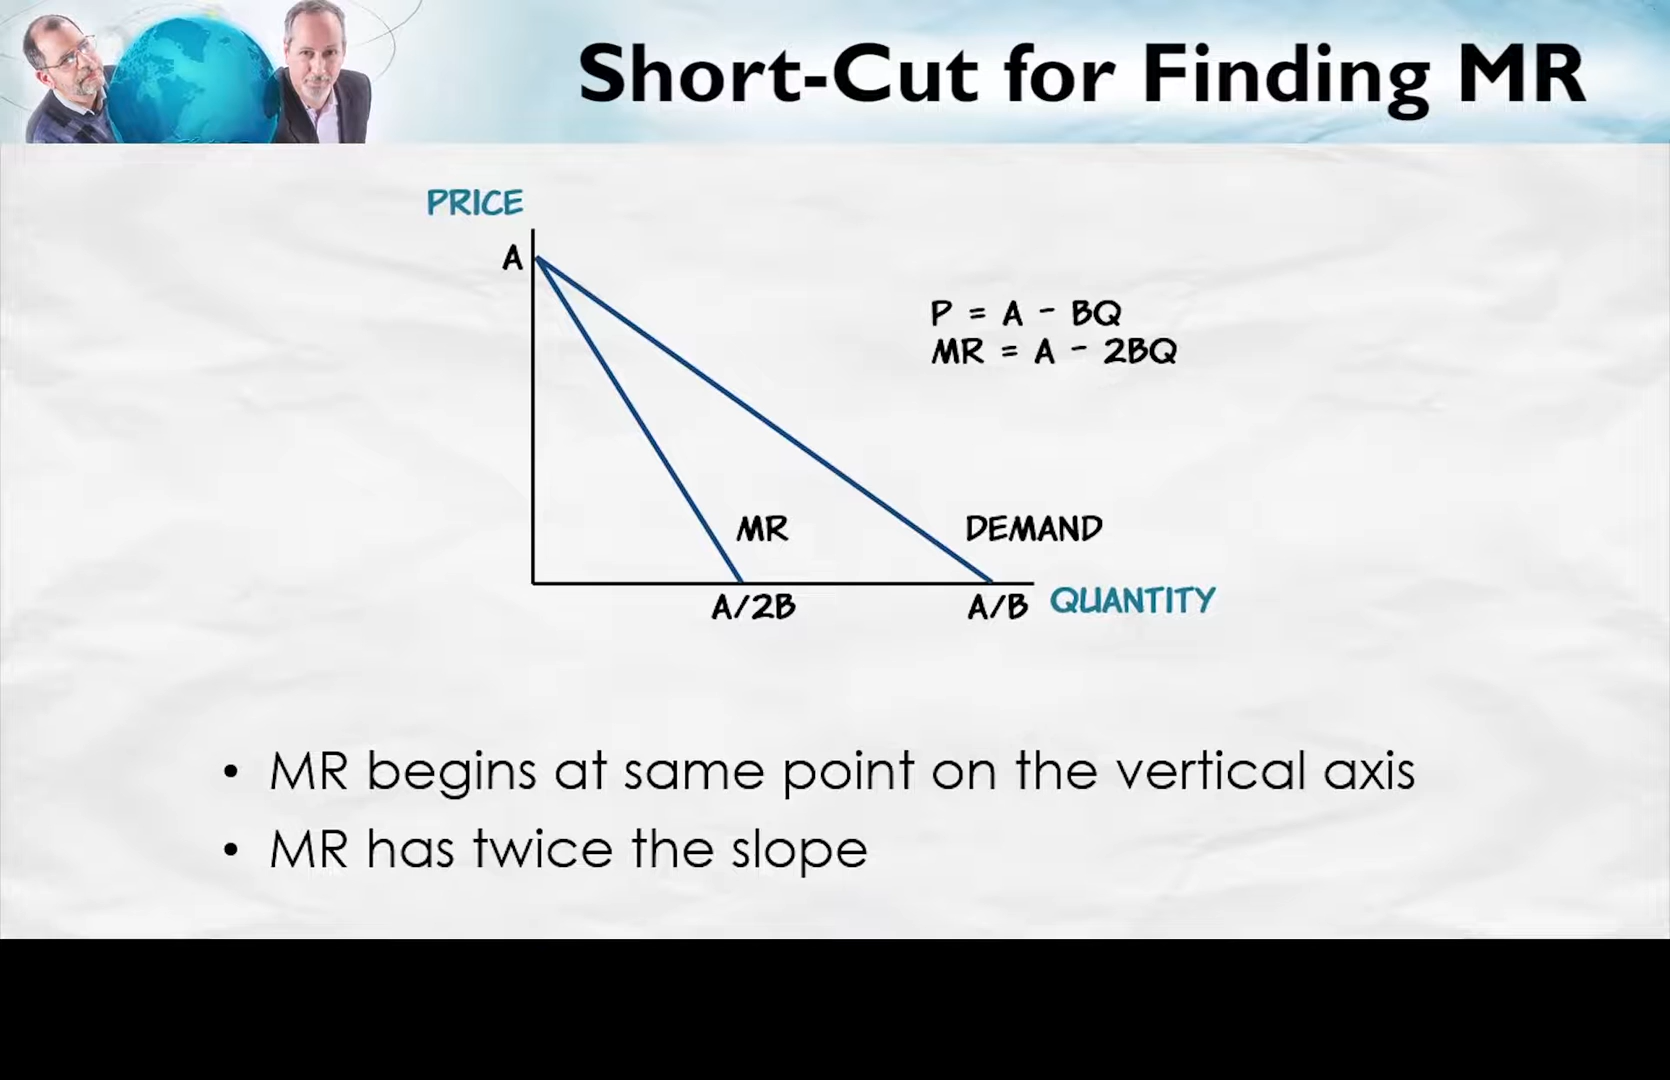 Short-Cut for Finding MR
PRICE
A
P = A - BQ
MR = A - 2BQ
MR
DEMAND
A/2B
A/B
QUANTITY
• MR begins at same point on the vertical axis
• MR has twice the slope